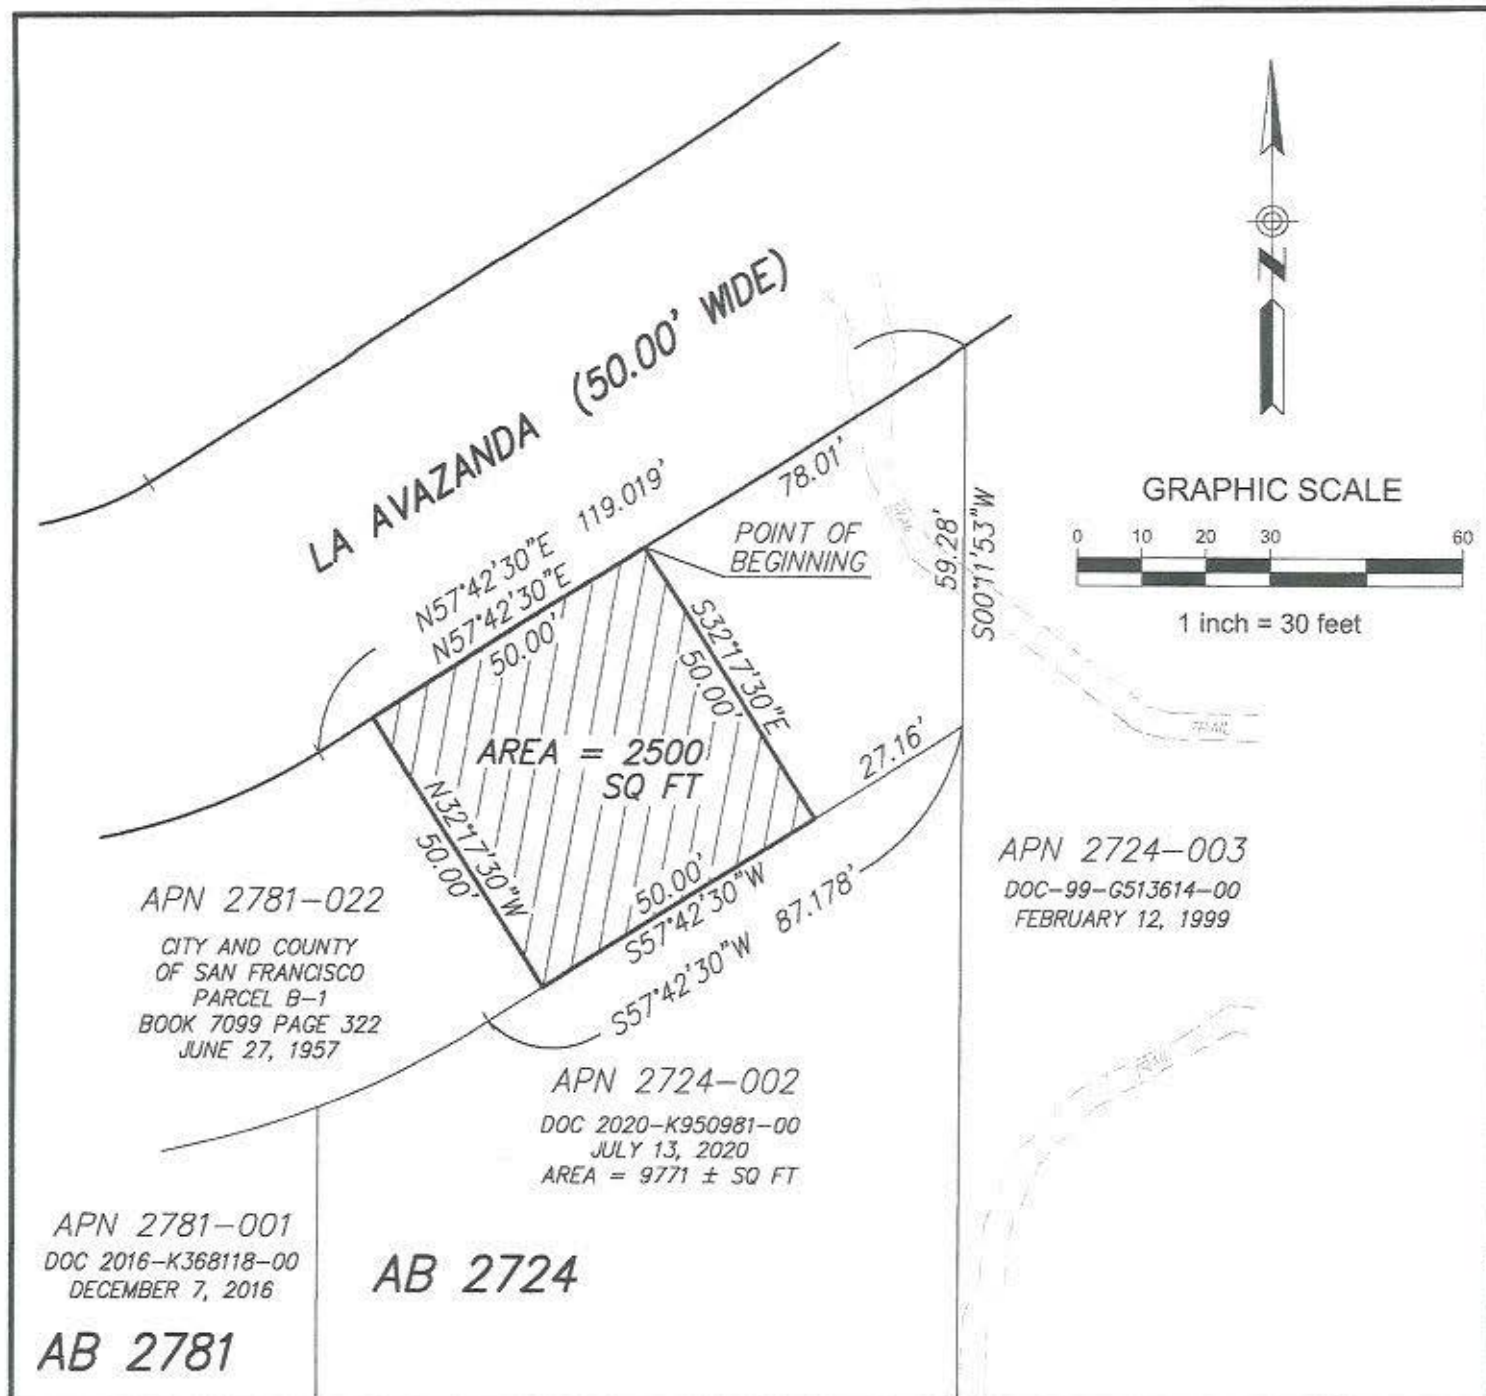 LA AVAZANDA (50.00' WIDE)
N
GRAPHIC SCALE
0 10 20 30 60
1 inch = 30 feet
78.01'
59.28'
S00°11'53"W
N57°42'30"E 119.019'
N57°42'30"E
50.00'
POINT OF
BEGINNING
S32°17'30"E
50.00'
AREA = 2500
SQ FT
N32°17'30"W
50.00'
50.00'
S57°42'30"W
S57°42'30"W 87.178'
27.16'
TRAIL
APN 2724-003
DOC-99-G513614-00
FEBRUARY 12, 1999
APN 2781-022
CITY AND COUNTY
OF SAN FRANCISCO
PARCEL B-1
BOOK 7099 PAGE 322
JUNE 27, 1957
APN 2724-002
DOC 2020-K950981-00
JULY 13, 2020
AREA = 9771 ± SQ FT
TRAIL
APN 2781-001
DOC 2016-K368118-00
DECEMBER 7, 2016
AB 2724
AB 2781